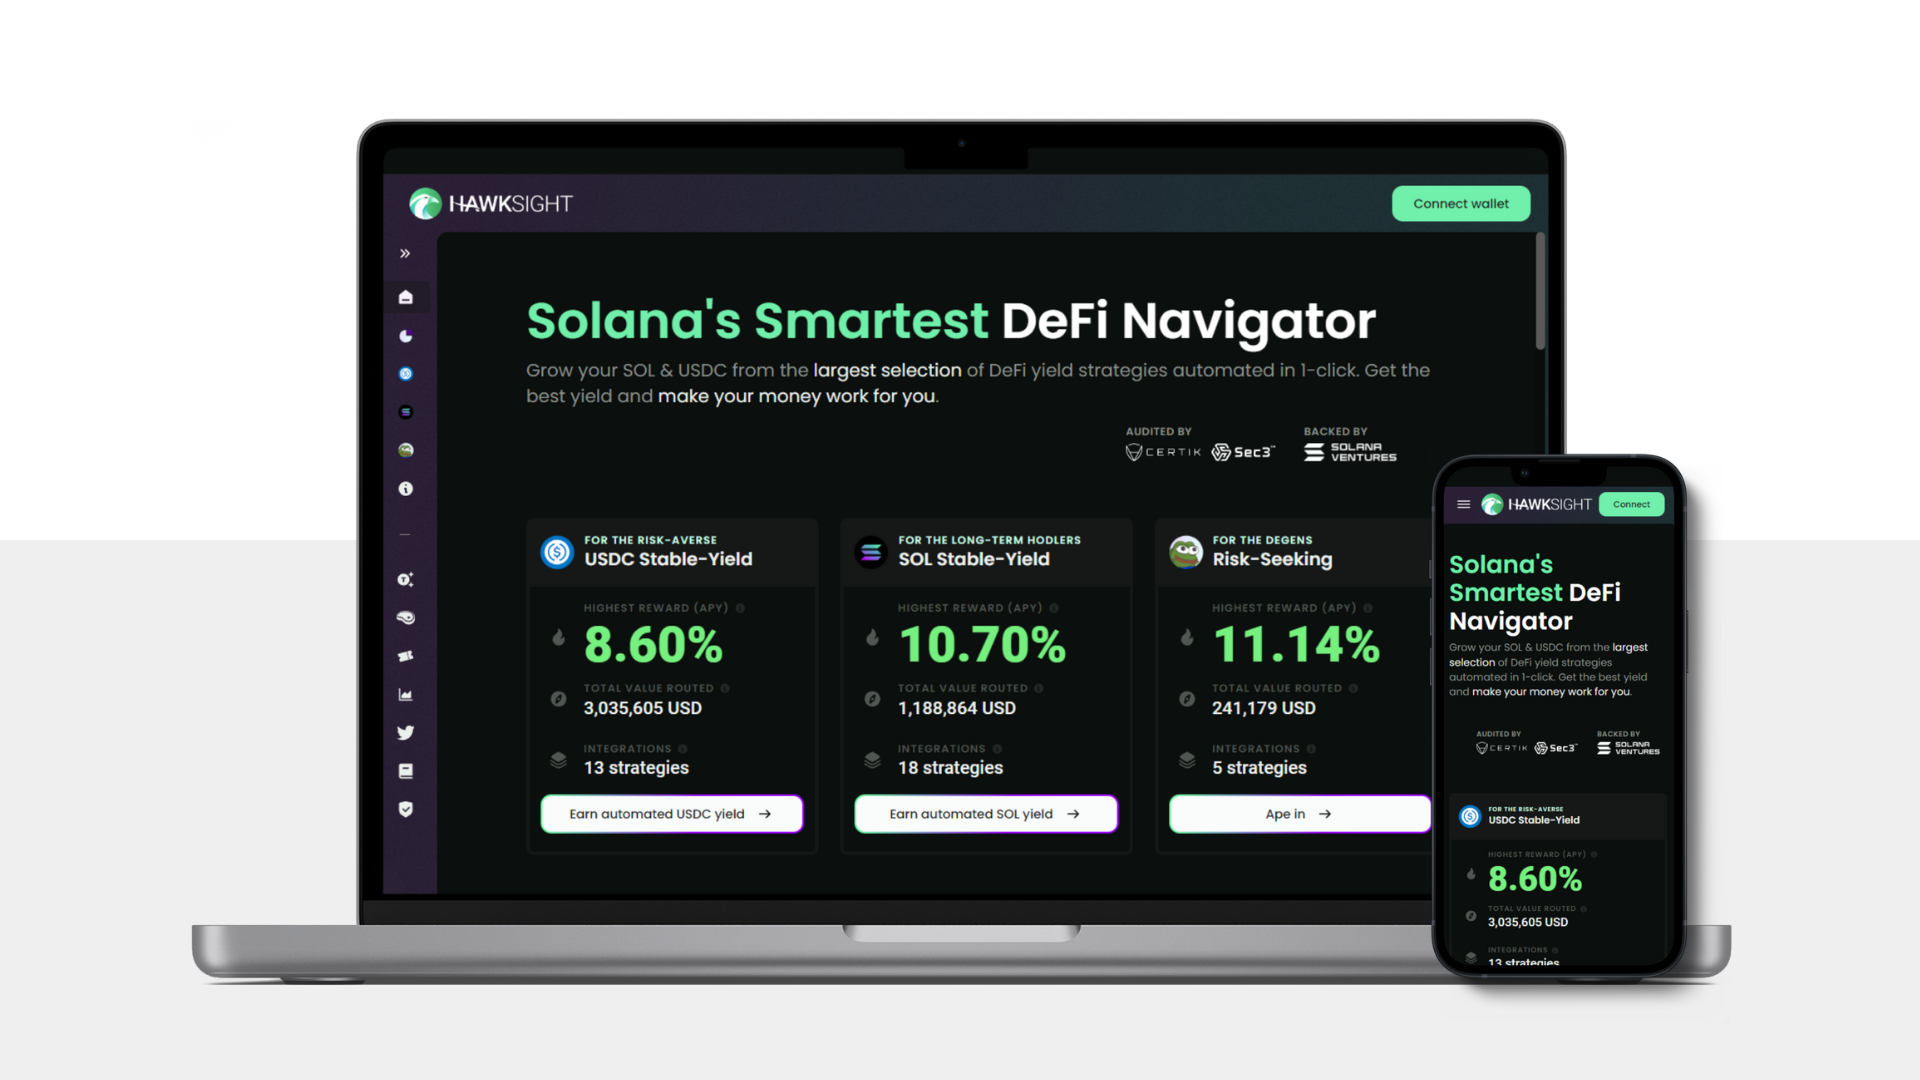 HAWKSIGHT
Connect wallet
Solana's Smartest DeFi Navigator
Grow your SOL & USDC from the largest selection of DeFi yield strategies automated in 1-click. Get the
best yield and make your money work for you.
AUDITED BY
CERTIK Sec3™
BACKED BY
SOLANA
VENTURES
FOR THE RISK-AVERSE
USDC Stable-Yield
HIGHEST REWARD (APY)
8.60%
TOTAL VALUE ROUTED
3,035,605 USD
INTEGRATIONS
13 strategies
Earn automated USDC yield →
FOR THE LONG-TERM HODLERS
SOL Stable-Yield
HIGHEST REWARD (APY)
10.70%
TOTAL VALUE ROUTED
1,188,864 USD
INTEGRATIONS
18 strategies
Earn automated SOL yield →
FOR THE DEGENS
Risk-Seeking
HIGHEST REWARD (APY)
11.14%
TOTAL VALUE ROUTED
241,179 USD
INTEGRATIONS
5 strategies
Ape in →
HAWKSIGHT
Connect
Solana's
Smartest DeFi
Navigator
Grow your SOL & USDC from the largest
selection of DeFi yield strategies
automated in 1-click. Get the best yield
and make your money work for you.
AUDITED BY
CERTIK Sec3™
BACKED BY
SOLANA
VENTURES
FOR THE RISK-AVERSE
USDC Stable-Yield
HIGHEST REWARD (APY)
8.60%
TOTAL VALUE ROUTED
3,035,605 USD
INTEGRATIONS
13 strategies